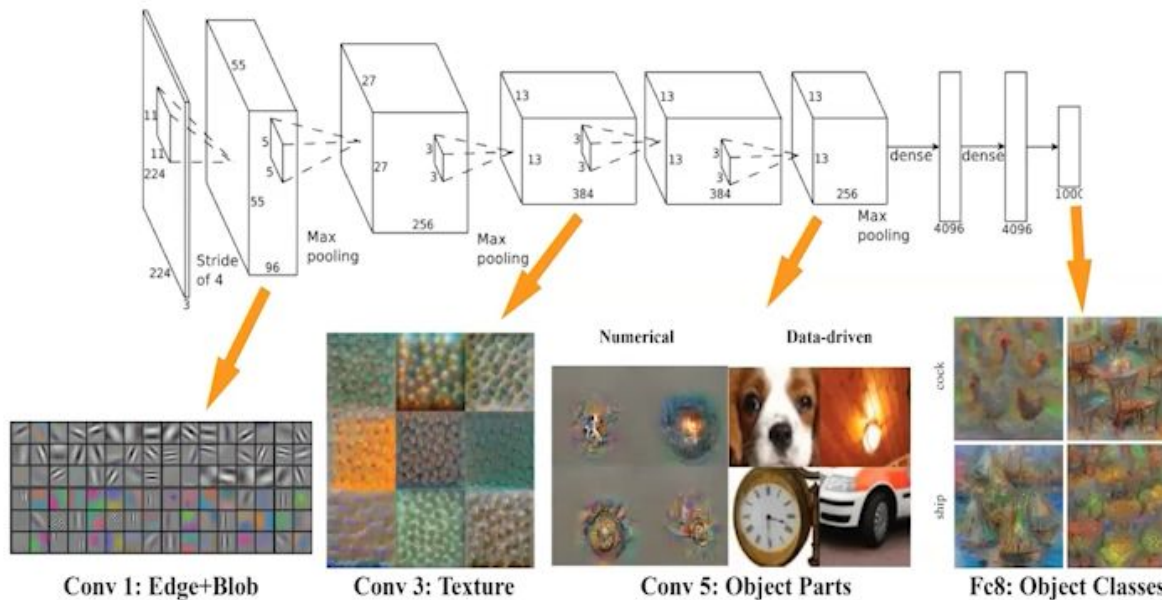 55
27
13
13
13
11
5
3
3
3
11
5
27
3
13
3
13
3
13
dense
dense
224
55
384
384
256
1000
256
Max
pooling
4096
4096
Max
pooling
Max
pooling
Stride
of 4
96
224
3
Numerical
Data-driven
cock
ship
Conv 1: Edge+Blob
Conv 3: Texture
Conv 5: Object Parts
Fc8: Object Classes